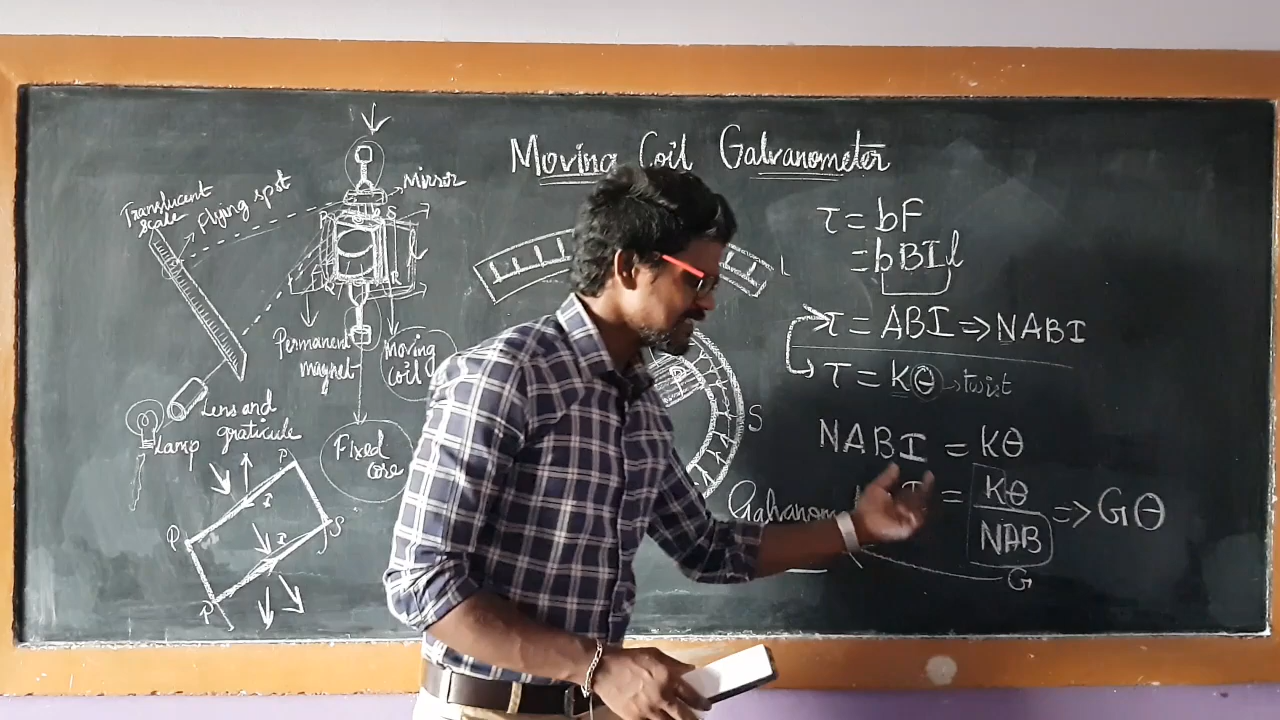 Moving Coil Galvanometer
Mirror
Translucent
scale
Flying spot
S
L
R
Permanent
magnet
Moving
coil
Lens and
graticule
Lamp
Fixed
core
P
P
I
I
S
P
L
P
S
τ = bF
= bBIl
τ = ABI => NABI
τ = kθ → twist
NABI = kθ
I = kθ => Gθ
NAB
G